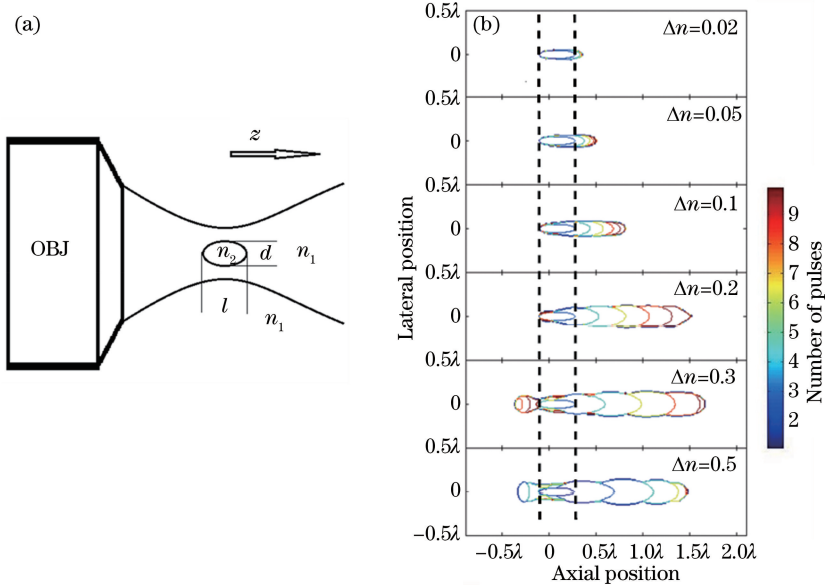 (a)
z
OBJ
n₂
d
n₁
l
n₁
(b)
Lateral position
0.5λ
0
Δn=0.02
0.5λ
0
Δn=0.05
0.5λ
0
Δn=0.1
0.5λ
0
Δn=0.2
0.5λ
0
Δn=0.3
0.5λ
0
Δn=0.5
-0.5λ
-0.5λ 0 0.5λ 1.0λ 1.5λ 2.0λ
Axial position
9
8
7
6
5
4
3
2
Number of pulses